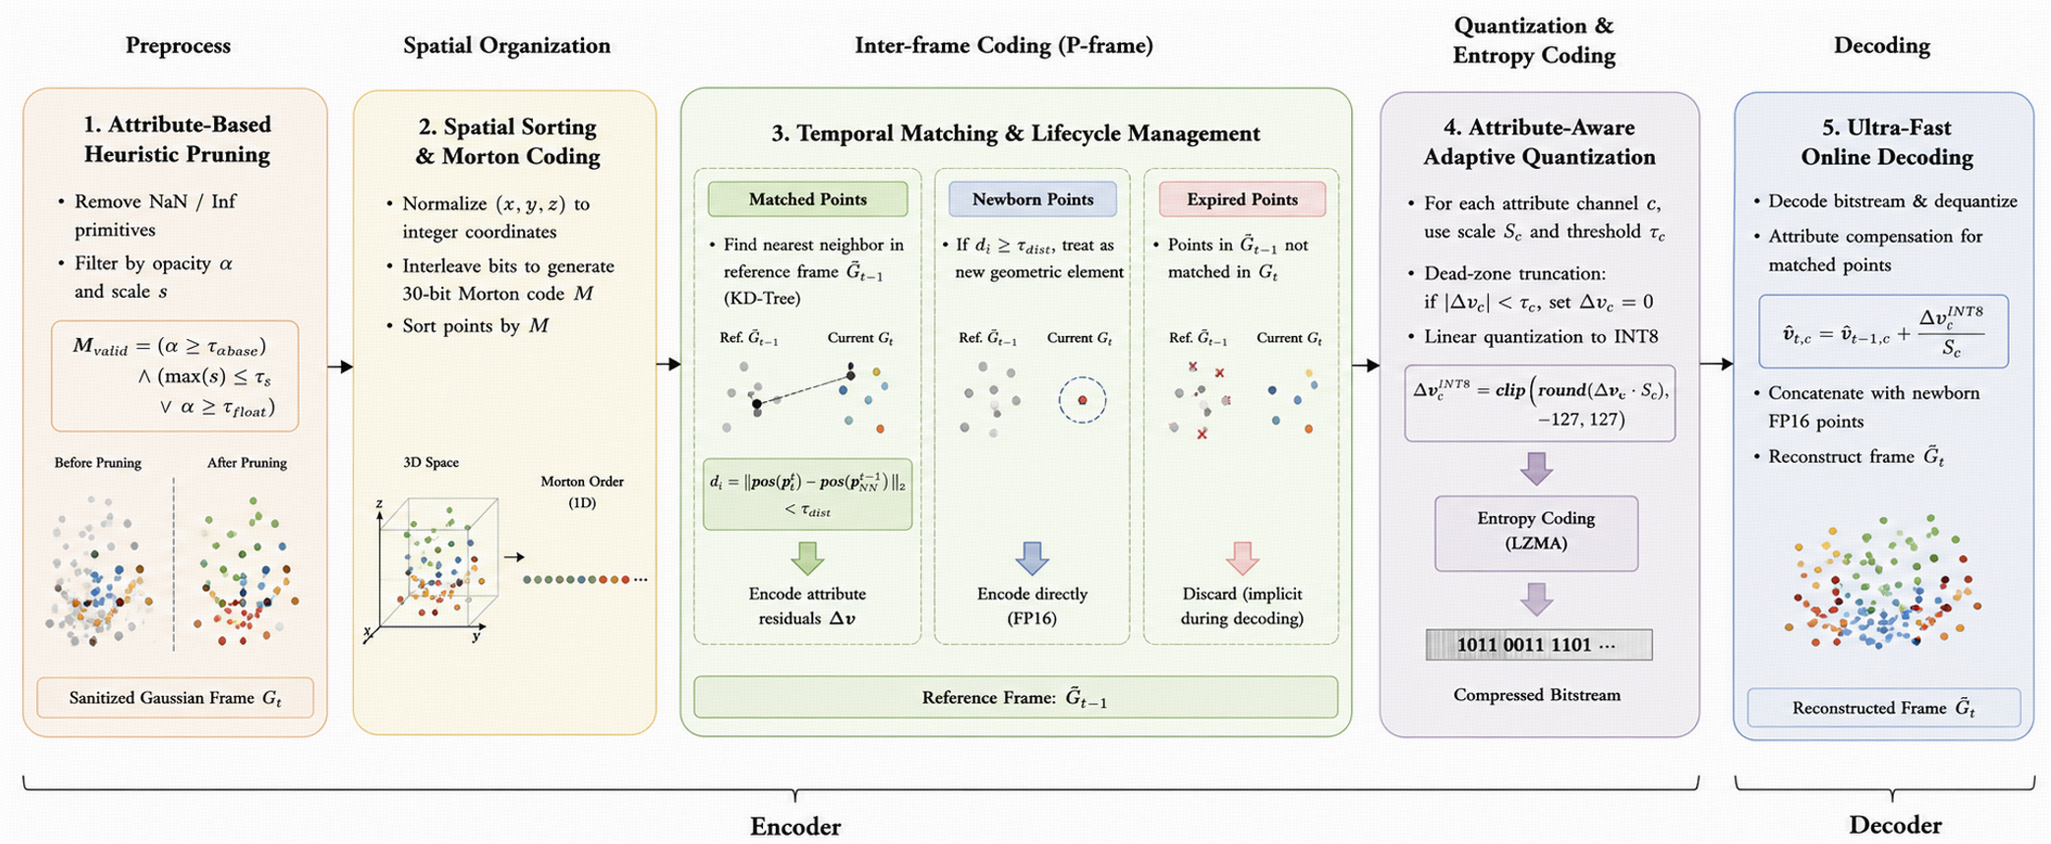 Preprocess
1. Attribute-Based
Heuristic Pruning
• Remove NaN / Inf
primitives
• Filter by opacity α
and scale s
M_valid = (α ≥ τ_αbase)
∧ (max(s) ≤ τ_s
∨ α ≥ τ_float)
Before Pruning
After Pruning
Sanitized Gaussian Frame G_t
Spatial Organization
2. Spatial Sorting
& Morton Coding
• Normalize (x, y, z) to
integer coordinates
• Interleave bits to generate
30-bit Morton code M
• Sort points by M
3D Space
Morton Order
(1D)
z
x
y
...
Inter-frame Coding (P-frame)
3. Temporal Matching & Lifecycle Management
Matched Points
• Find nearest neighbor in
reference frame G̃_{t−1}
(KD-Tree)
Ref. G̃_{t−1}
Current G_t
d_i = ||pos(p_t^t) − pos(p_NN^{t−1})||_2
< τ_dist
Encode attribute
residuals Δv
Newborn Points
• If d_i ≥ τ_dist, treat as
new geometric element
Ref. G̃_{t−1}
Current G_t
Encode directly
(FP16)
Expired Points
• Points in G̃_{t−1} not
matched in G_t
Ref. G̃_{t−1}
Current G_t
Discard (implicit
during decoding)
Reference Frame: G̃_{t−1}
Quantization &
Entropy Coding
4. Attribute-Aware
Adaptive Quantization
• For each attribute channel c,
use scale S_c and threshold τ_c
• Dead-zone truncation:
if |Δv_c| < τ_c, set Δv_c = 0
• Linear quantization to INT8
Δv_c^{INT8} = clip(round(Δv_c · S_c),
−127, 127)
Entropy Coding
(LZMA)
1011 0011 1101 ···
Compressed Bitstream
Decoding
5. Ultra-Fast
Online Decoding
• Decode bitstream & dequantize
• Attribute compensation for
matched points
v̂_{t,c} = v̂_{t−1,c} + Δv_c^{INT8} / S_c
• Concatenate with newborn
FP16 points
• Reconstruct frame G̃_t
Reconstructed Frame G̃_t
Encoder
Decoder